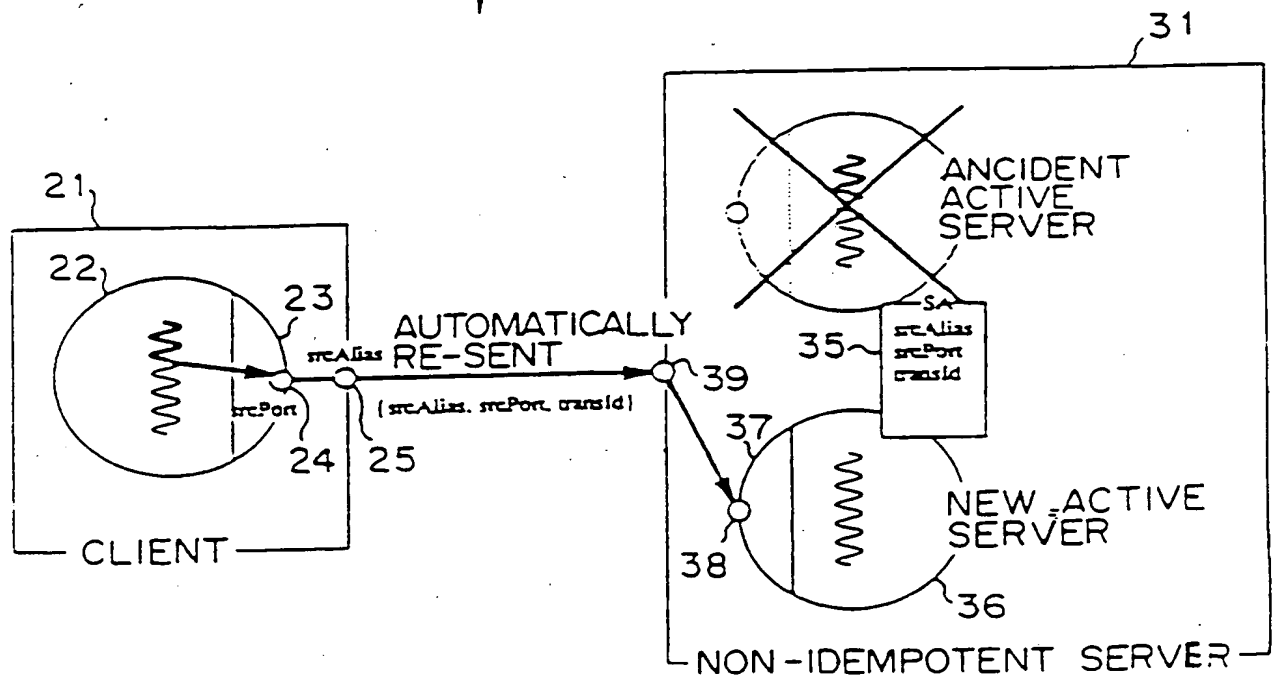 31
ANCIDENT
ACTIVE
SERVER
21
22
23
srcAlias
AUTOMATICALLY
RE-SENT
39
SA
srcAlias
srcPort
transid
35
srcPort
(srcAlias, srcPort, transId)
24
25
37
38
NEW-ACTIVE
SERVER
36
CLIENT
NON-IDEMPOTENT SERVER